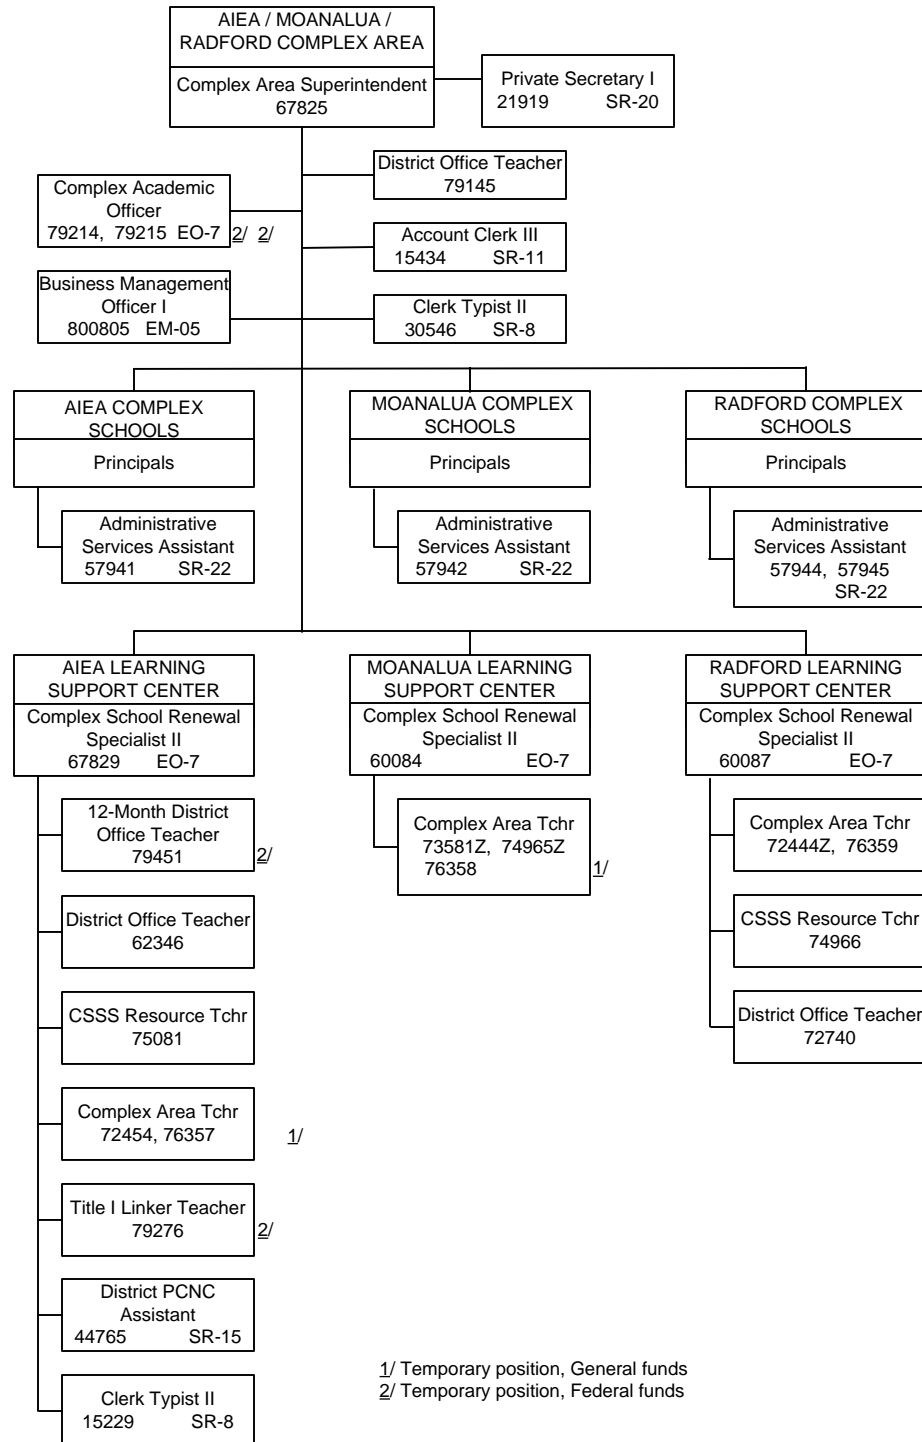 AIEA / MOANALUA /
RADFORD COMPLEX AREA
Complex Area Superintendent
67825
Private Secretary I
21919 SR-20
District Office Teacher
79145
Complex Academic
Officer
79214, 79215 EO-7 2/ 2/
Account Clerk III
15434 SR-11
Business Management
Officer I
800805 EM-05
Clerk Typist II
30546 SR-8
AIEA COMPLEX
SCHOOLS
Principals
Administrative
Services Assistant
57941 SR-22
MOANALUA COMPLEX
SCHOOLS
Principals
Administrative
Services Assistant
57942 SR-22
RADFORD COMPLEX
SCHOOLS
Principals
Administrative
Services Assistant
57944, 57945
SR-22
AIEA LEARNING
SUPPORT CENTER
Complex School Renewal
Specialist II
67829 EO-7
12-Month District
Office Teacher
79451 2/
District Office Teacher
62346
CSSS Resource Tchr
75081
Complex Area Tchr
72454, 76357 1/
Title I Linker Teacher
79276 2/
District PCNC
Assistant
44765 SR-15
Clerk Typist II
15229 SR-8
MOANALUA LEARNING
SUPPORT CENTER
Complex School Renewal
Specialist II
60084 EO-7
Complex Area Tchr
73581Z, 74965Z
76358 1/
RADFORD LEARNING
SUPPORT CENTER
Complex School Renewal
Specialist II
60087 EO-7
Complex Area Tchr
72444Z, 76359
CSSS Resource Tchr
74966
District Office Teacher
72740
1/ Temporary position, General funds
2/ Temporary position, Federal funds